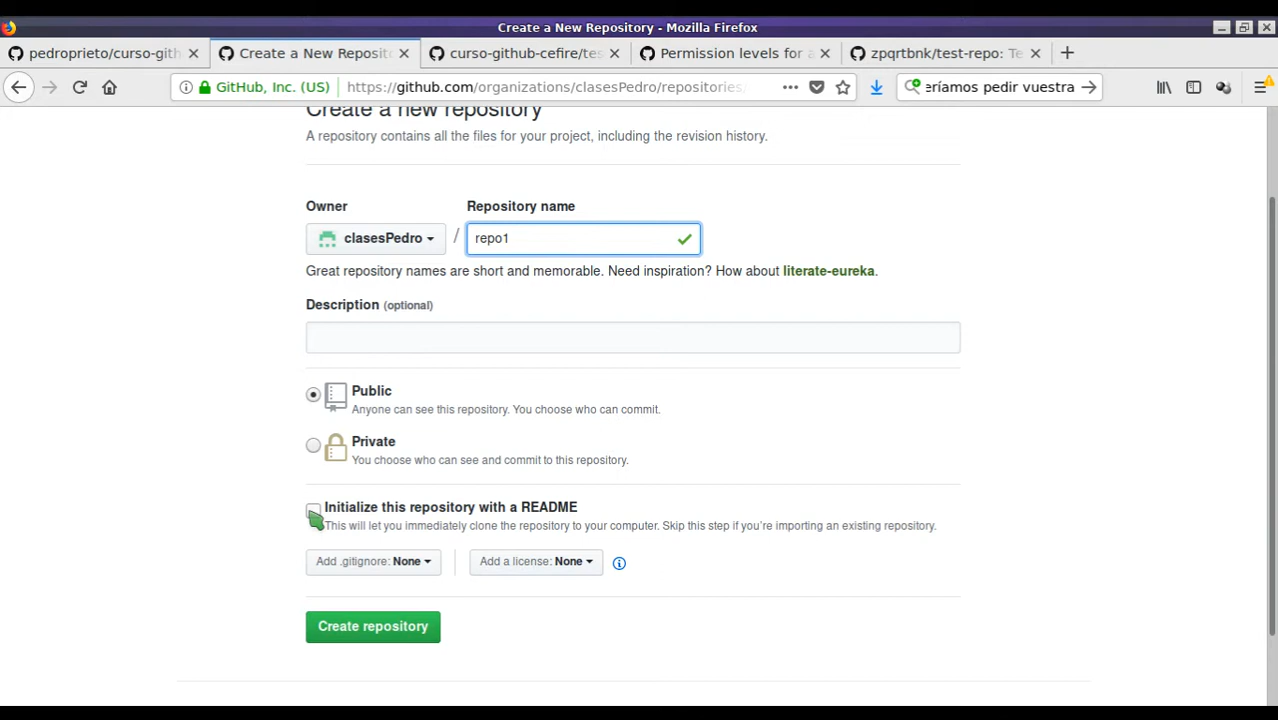 Create a New Repository - Mozilla Firefox
pedroprieto/curso-gith
Create a New Reposito
curso-github-cefire/tes
Permission levels for a
zpqrtbnk/test-repo: Te
GitHub, Inc. (US)
https://github.com/organizations/clasesPedro/repositories/
eríamos pedir vuestra
Create a new repository
A repository contains all the files for your project, including the revision history.
Owner
Repository name
clasesPedro
/
repo1
Great repository names are short and memorable. Need inspiration? How about literate-eureka.
Description (optional)
Public
Anyone can see this repository. You choose who can commit.
Private
You choose who can see and commit to this repository.
Initialize this repository with a README
This will let you immediately clone the repository to your computer. Skip this step if you're importing an existing repository.
Add .gitignore: None
Add a license: None
Create repository